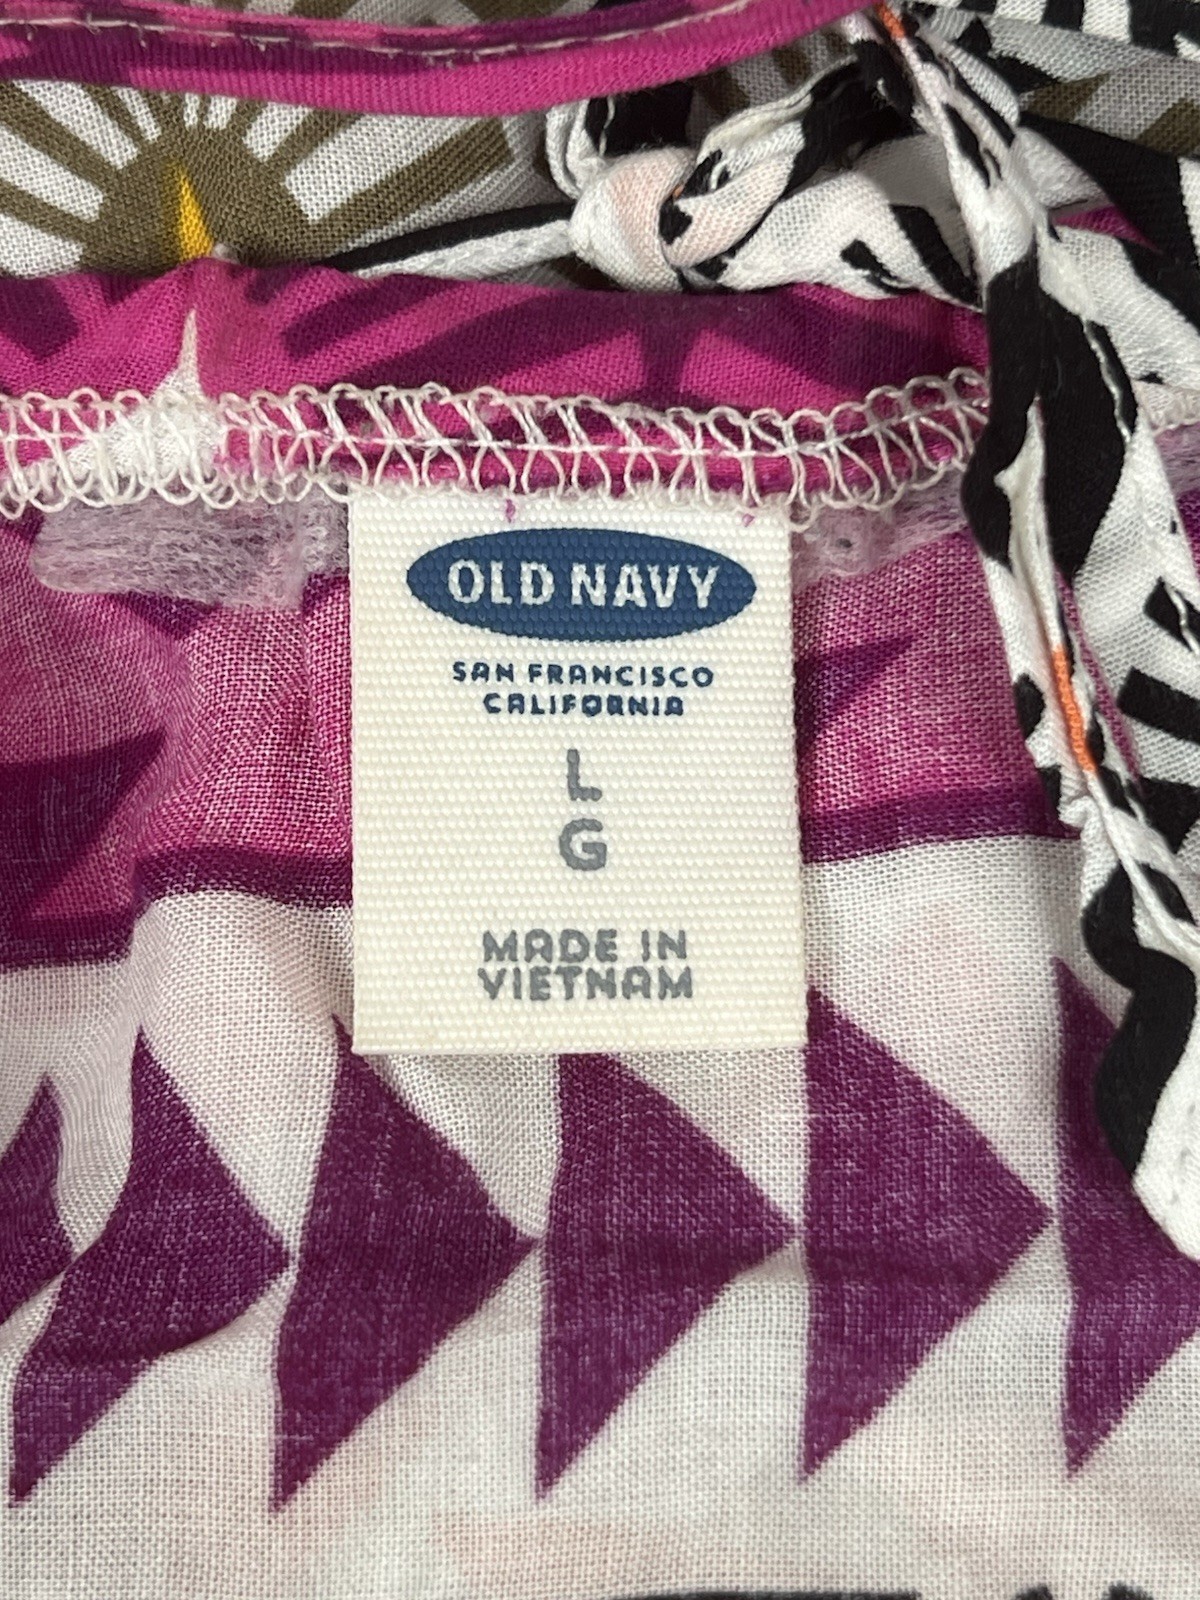 OLD NAVY
SAN FRANCISCO
CALIFORNIA
L
G
MADE IN
VIETNAM